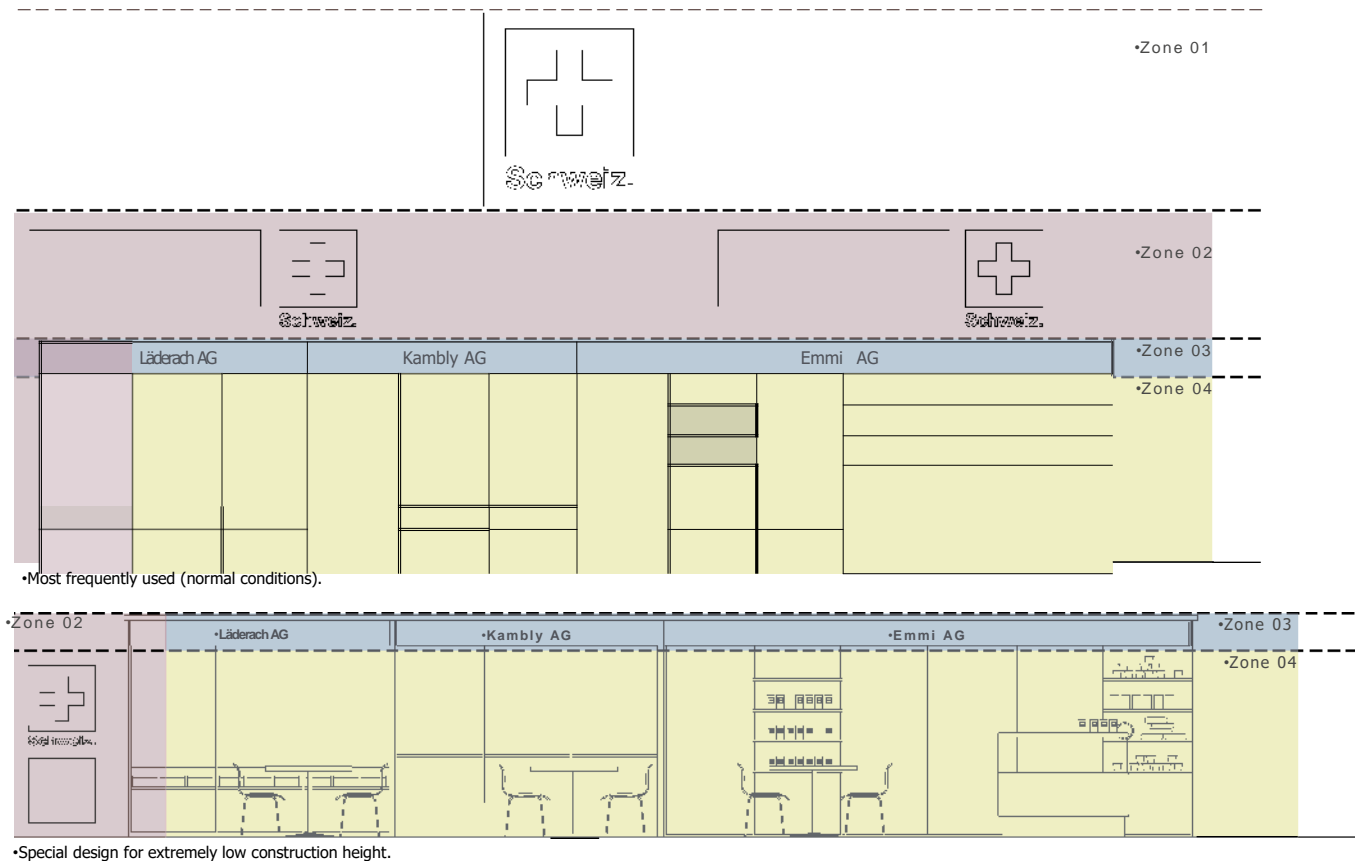 •Zone 01
Schweiz.
•Zone 02
Schweiz.
Schweiz.
•Zone 03
Läderach AG
Kambly AG
Emmi AG
•Zone 04
•Most frequently used (normal conditions).
•Zone 02
•Läderach AG
•Kambly AG
•Emmi AG
•Zone 03
•Zone 04
Schweiz.
•Special design for extremely low construction height.